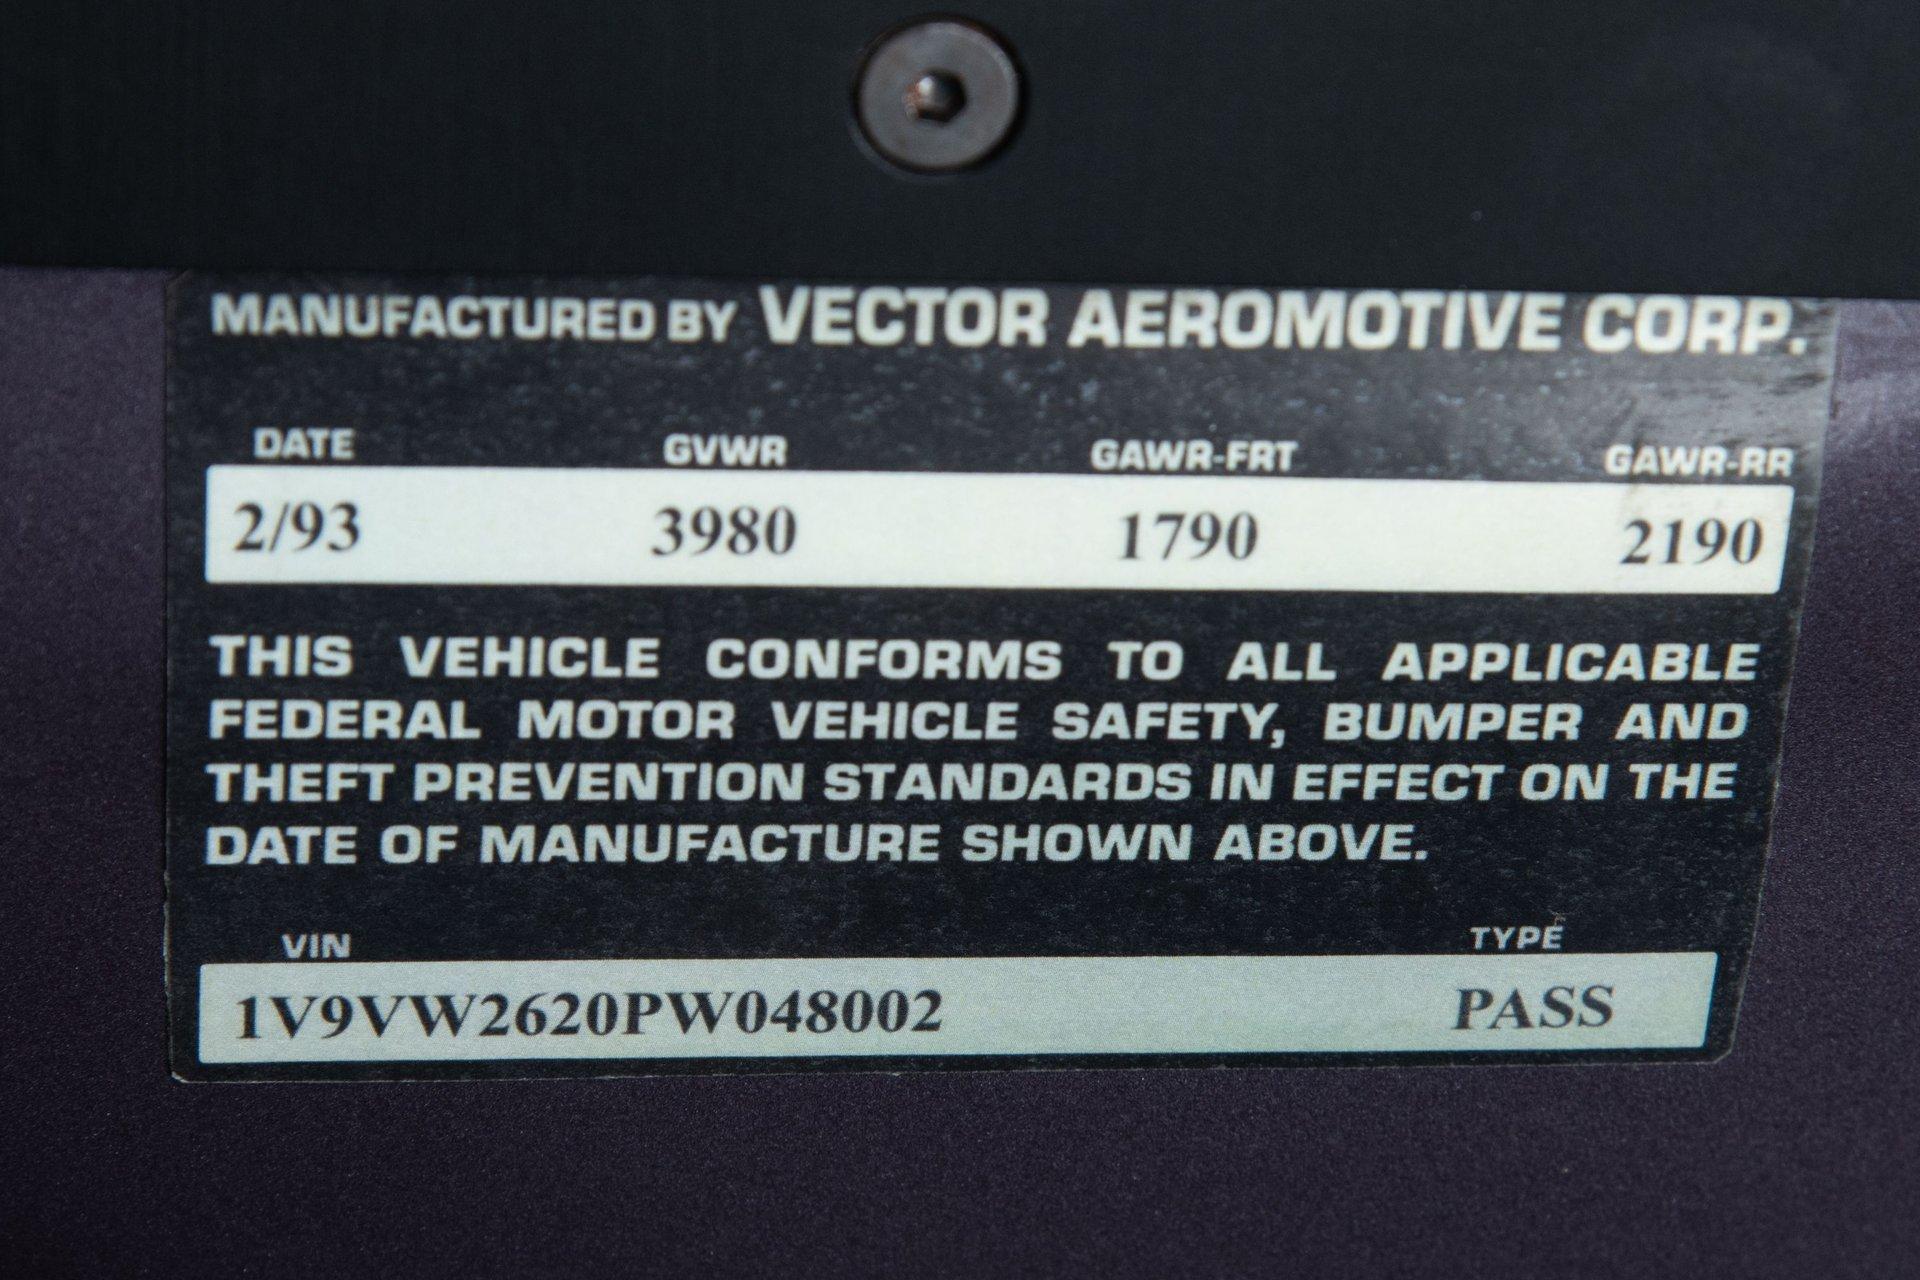 MANUFACTURED BY VECTOR AEROMOTIVE CORP.
DATE GVWR GAWR-FRT GAWR-RR
2/93 3980 1790 2190
THIS VEHICLE CONFORMS TO ALL APPLICABLE
FEDERAL MOTOR VEHICLE SAFETY, BUMPER AND
THEFT PREVENTION STANDARDS IN EFFECT ON THE
DATE OF MANUFACTURE SHOWN ABOVE.
VIN TYPE
1V9VW2620PW048002 PASS